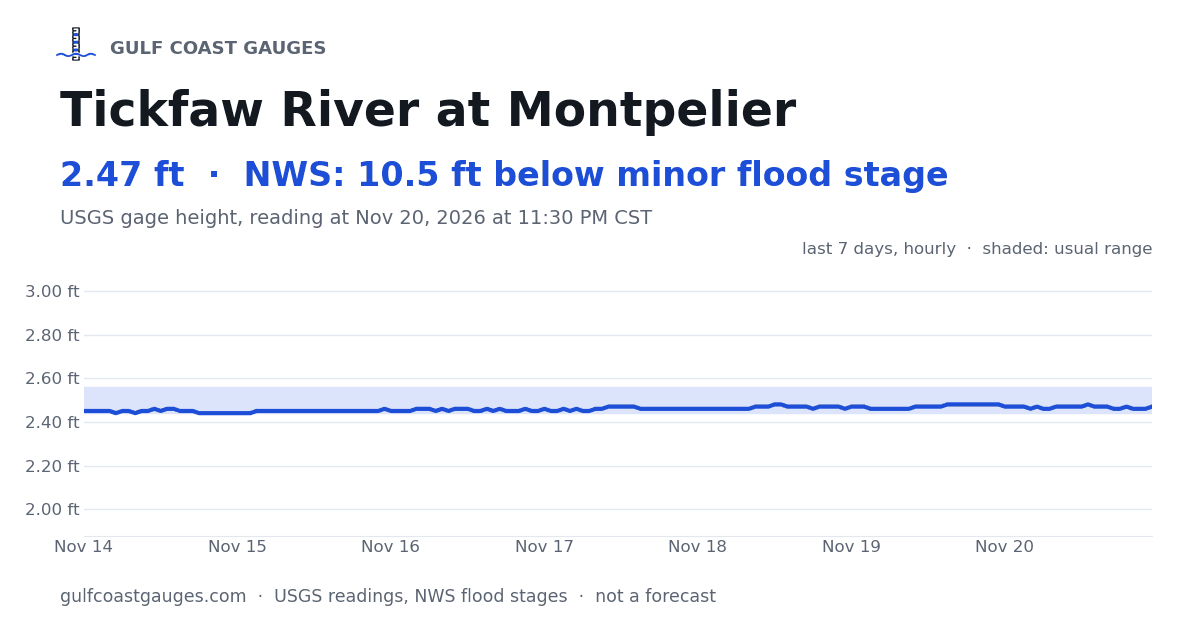 GULF COAST GAUGES
Tickfaw River at Montpelier
2.47 ft · NWS: 10.5 ft below minor flood stage
USGS gage height, reading at Nov 20, 2026 at 11:30 PM CST
last 7 days, hourly · shaded: usual range
3.00 ft
2.80 ft
2.60 ft
2.40 ft
2.20 ft
2.00 ft
Nov 14 Nov 15 Nov 16 Nov 17 Nov 18 Nov 19 Nov 20
gulfcoastgauges.com · USGS readings, NWS flood stages · not a forecast